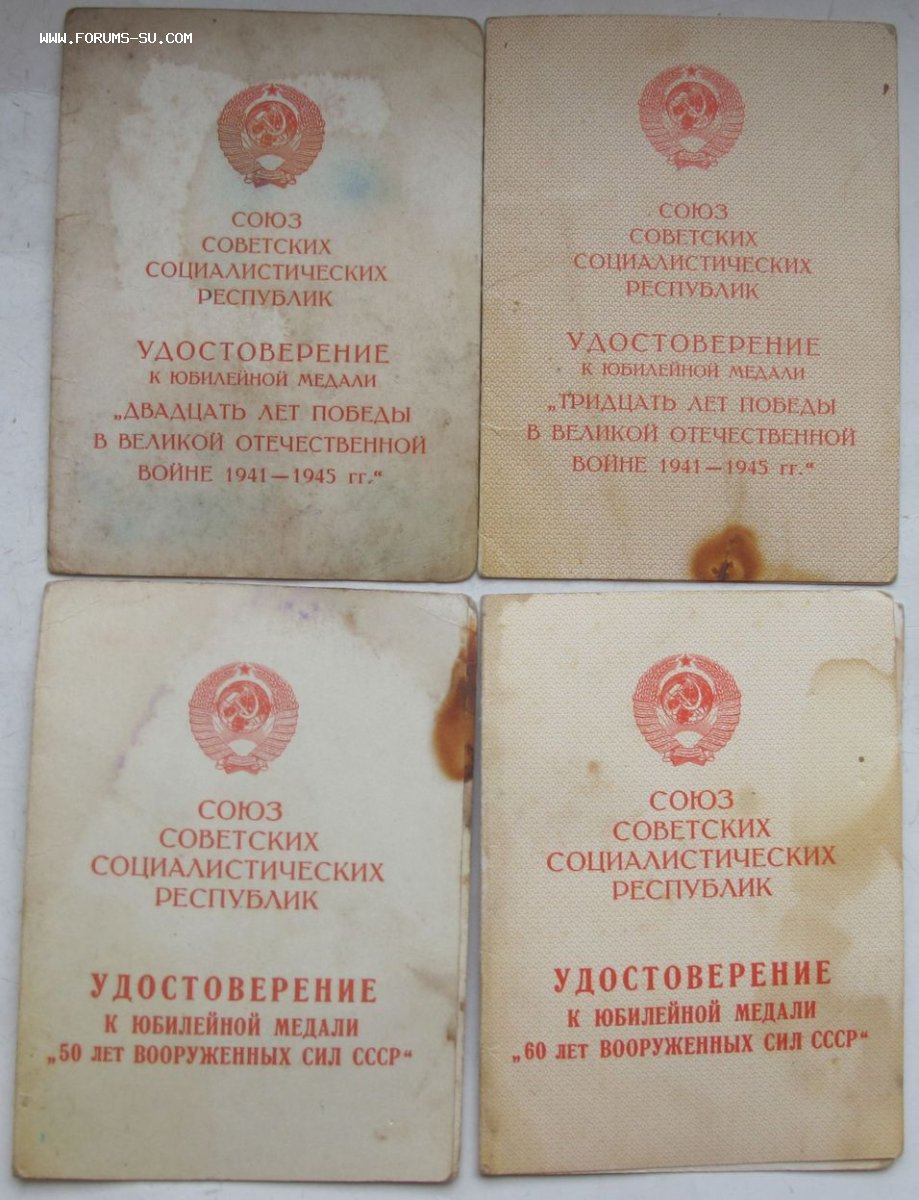 WWW.FORUMS-SU.COM
СОЮЗ
СОВЕТСКИХ
СОЦИАЛИСТИЧЕСКИХ
РЕСПУБЛИК
УДОСТОВЕРЕНИЕ
К ЮБИЛЕЙНОЙ МЕДАЛИ
„ДВАДЦАТЬ ЛЕТ ПОБЕДЫ
В ВЕЛИКОЙ ОТЕЧЕСТВЕННОЙ
ВОЙНЕ 1941—1945 гг.“
СОЮЗ
СОВЕТСКИХ
СОЦИАЛИСТИЧЕСКИХ
РЕСПУБЛИК
УДОСТОВЕРЕНИЕ
К ЮБИЛЕЙНОЙ МЕДАЛИ
„ТРИДЦАТЬ ЛЕТ ПОБЕДЫ
В ВЕЛИКОЙ ОТЕЧЕСТВЕННОЙ
ВОЙНЕ 1941—1945 гг.“
СОЮЗ
СОВЕТСКИХ
СОЦИАЛИСТИЧЕСКИХ
РЕСПУБЛИК
УДОСТОВЕРЕНИЕ
К ЮБИЛЕЙНОЙ МЕДАЛИ
„50 ЛЕТ ВООРУЖЕННЫХ СИЛ СССР“
СОЮЗ
СОВЕТСКИХ
СОЦИАЛИСТИЧЕСКИХ
РЕСПУБЛИК
УДОСТОВЕРЕНИЕ
К ЮБИЛЕЙНОЙ МЕДАЛИ
„60 ЛЕТ ВООРУЖЕННЫХ СИЛ СССР“